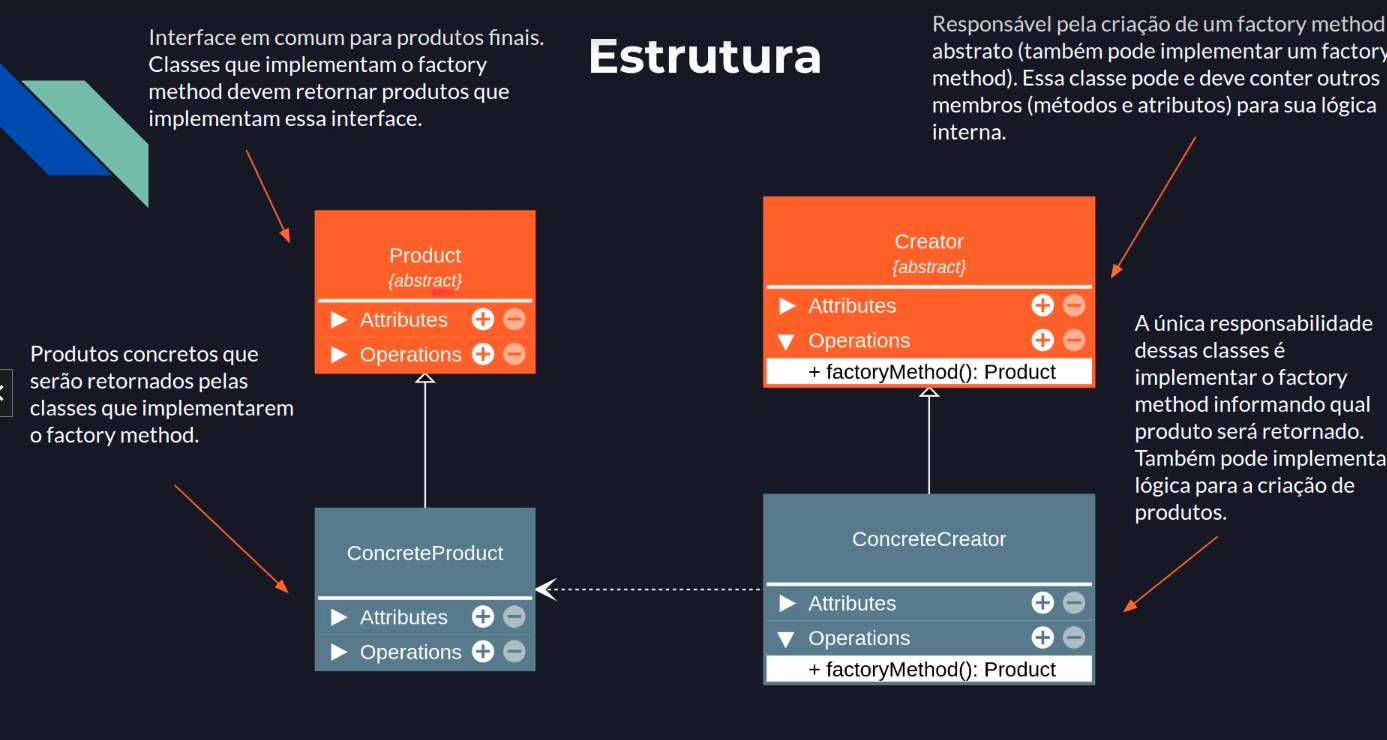 Estrutura
Interface em comum para produtos finais.
Classes que implementam o factory
method devem retornar produtos que
implementam essa interface.
Responsável pela criação de um factory method
abstrato (também pode implementar um factory
method). Essa classe pode e deve conter outros
membros (métodos e atributos) para sua lógica
interna.
Product
{abstract}
Attributes
Operations
Creator
{abstract}
Attributes
Operations
+ factoryMethod(): Product
Produtos concretos que
serão retornados pelas
classes que implementarem
o factory method.
A única responsabilidade
dessas classes é
implementar o factory
method informando qual
produto será retornado.
Também pode implementa
lógica para a criação de
produtos.
ConcreteProduct
Attributes
Operations
ConcreteCreator
Attributes
Operations
+ factoryMethod(): Product